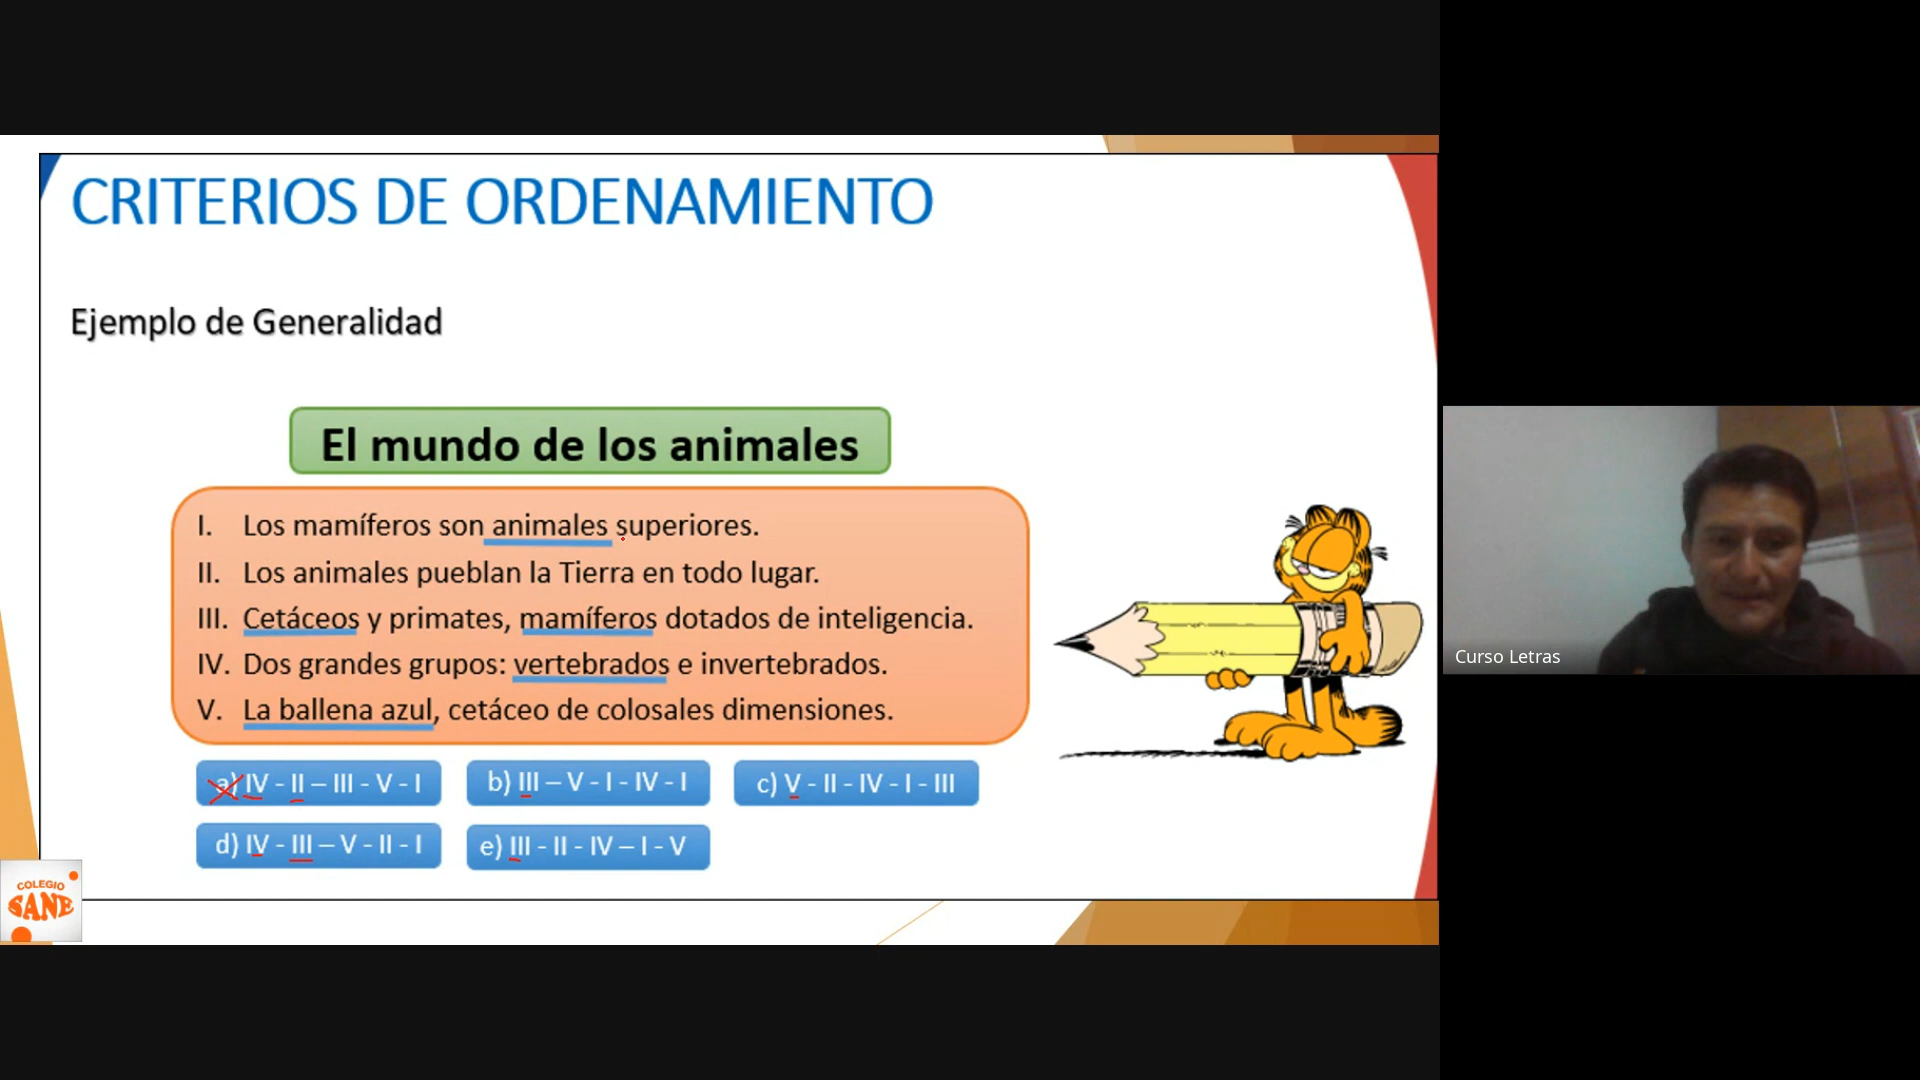 CRITERIOS DE ORDENAMIENTO
Ejemplo de Generalidad
El mundo de los animales
I. Los mamíferos son animales superiores.
II. Los animales pueblan la Tierra en todo lugar.
III. Cetáceos y primates, mamíferos dotados de inteligencia.
IV. Dos grandes grupos: vertebrados e invertebrados.
V. La ballena azul, cetáceo de colosales dimensiones.
a) IV - II – III - V - I
b) III – V - I - IV - I
c) V - II - IV - I - III
d) IV - III – V - II - I
e) III - II - IV – I - V
COLEGIO
SANE
Curso Letras